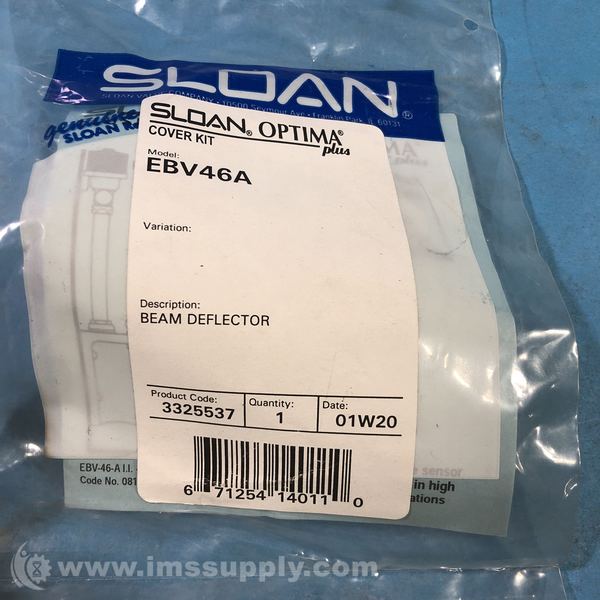 SLOAN®
SLOAN VALVE COMPANY • 10500 Seymour Ave • Franklin Park, IL 60131
genuine
SLOAN
SLOAN® OPTIMA® plus
COVER KIT
plus
Model:
EBV46A
Variation:
Description:
BEAM DEFLECTOR
Product Code: Quantity: Date:
3325537 1 01W20
sensor
EBV-46-A I.I.
in high
Code No. 081
6 71254 14011 0
www.imssupply.com